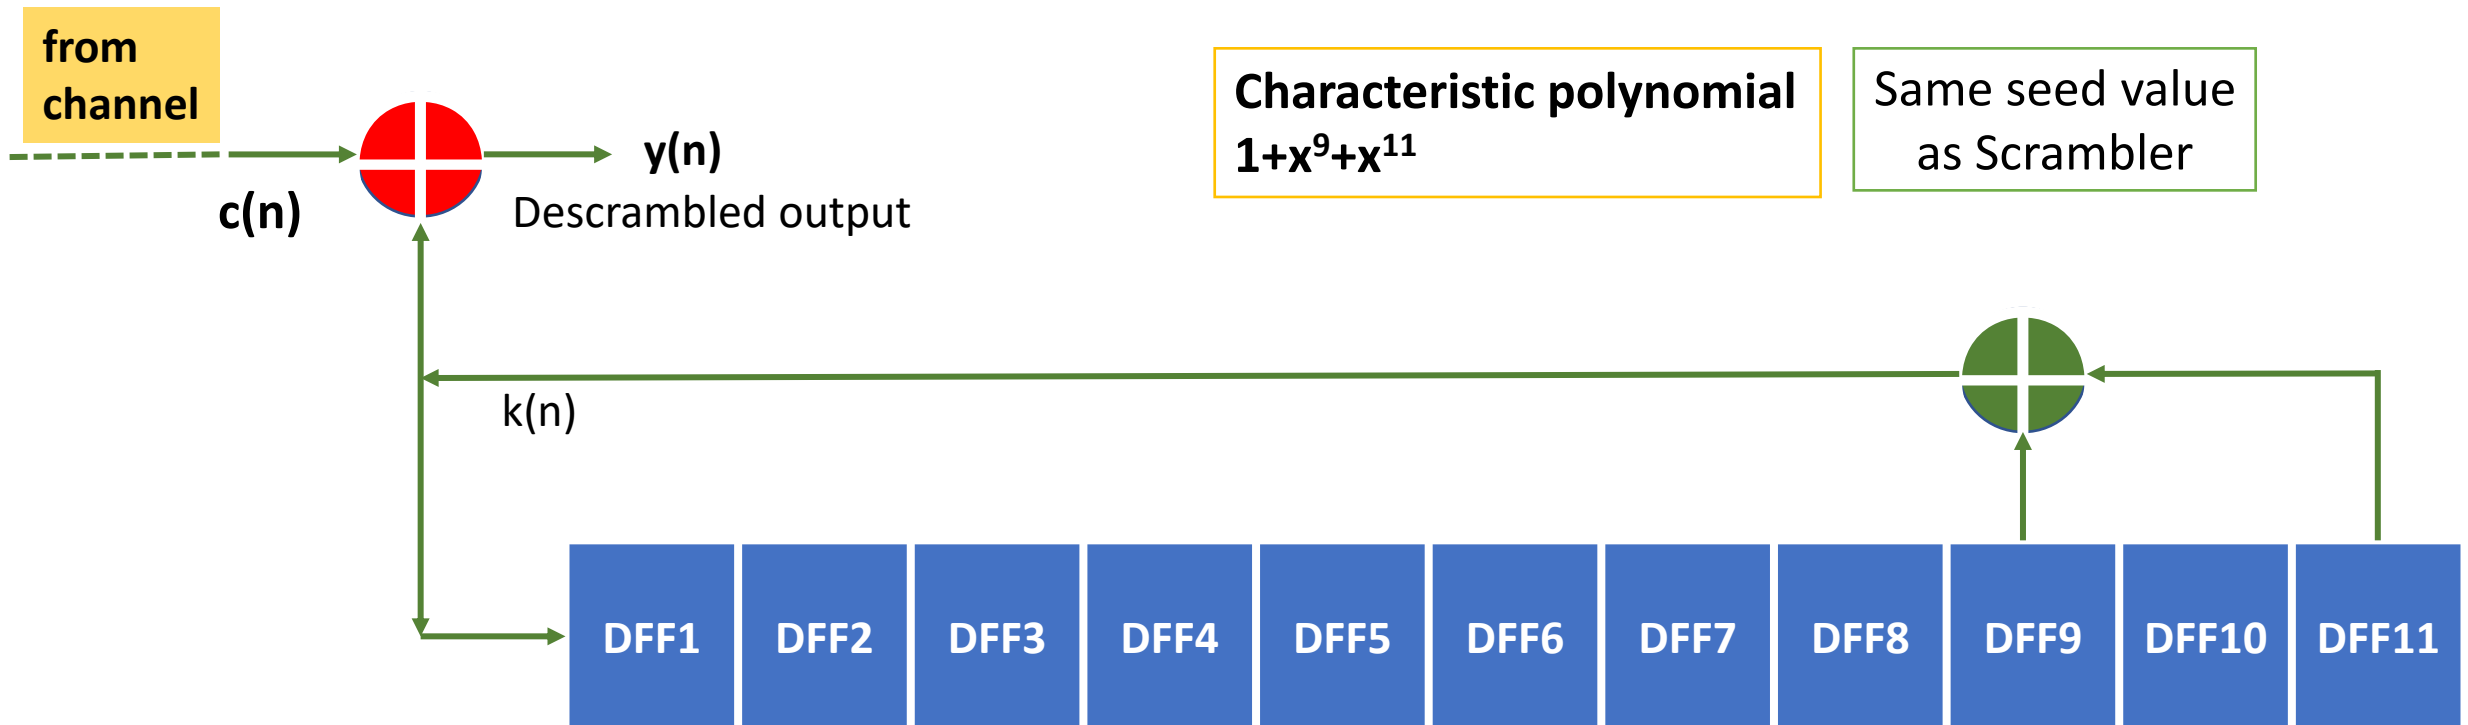 from
channel
c(n)
y(n)
Descrambled output
Characteristic polynomial
1+x⁹+x¹¹
Same seed value
as Scrambler
k(n)
DFF1 DFF2 DFF3 DFF4 DFF5 DFF6 DFF7 DFF8 DFF9 DFF10 DFF11